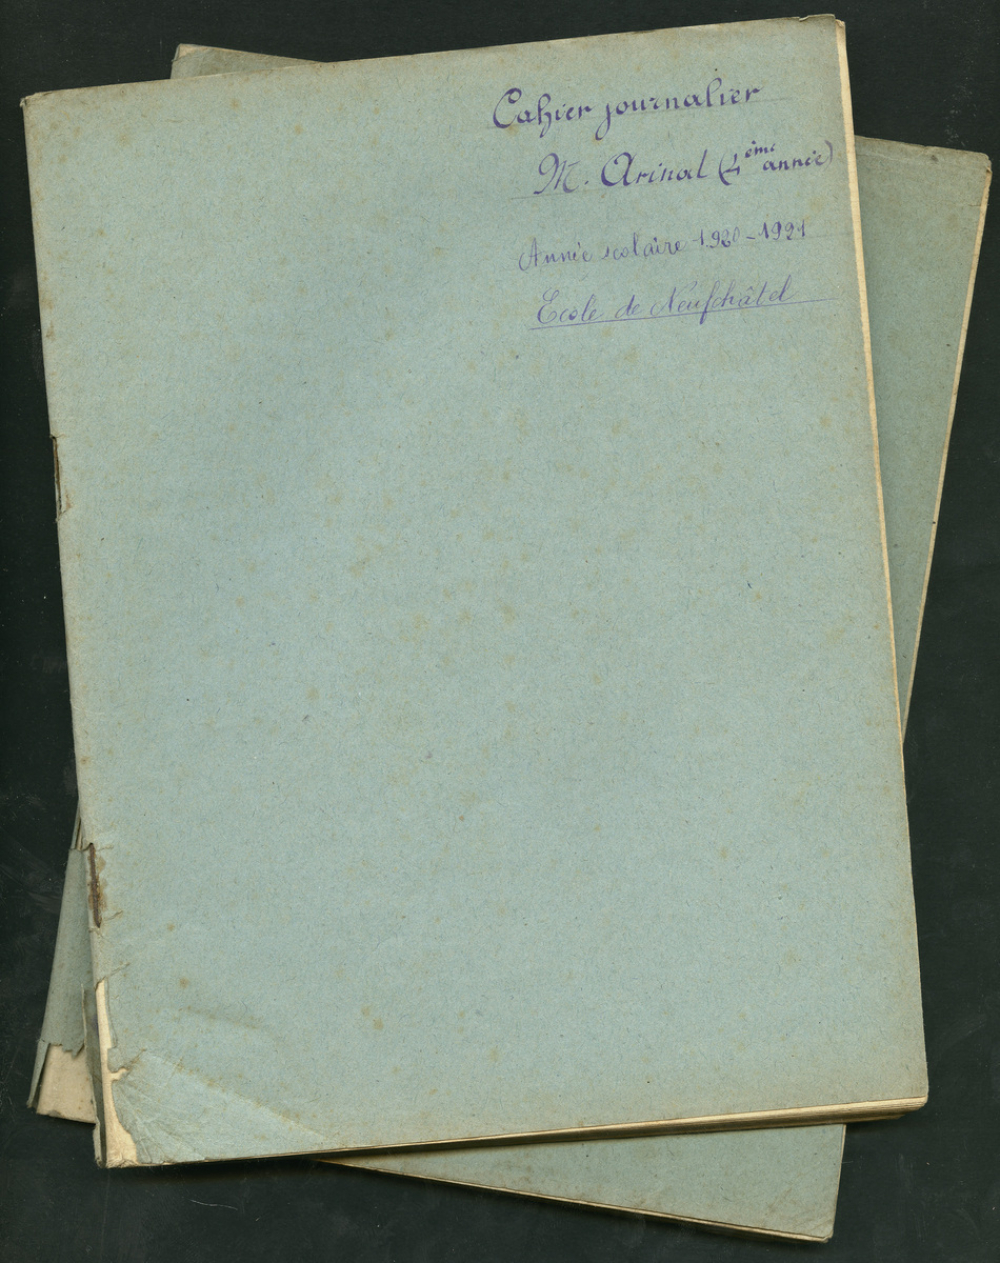 Cahier journalier
M. Arinal (2ème année)
Année scolaire 1920-1921
Ecole de Neufchâtel